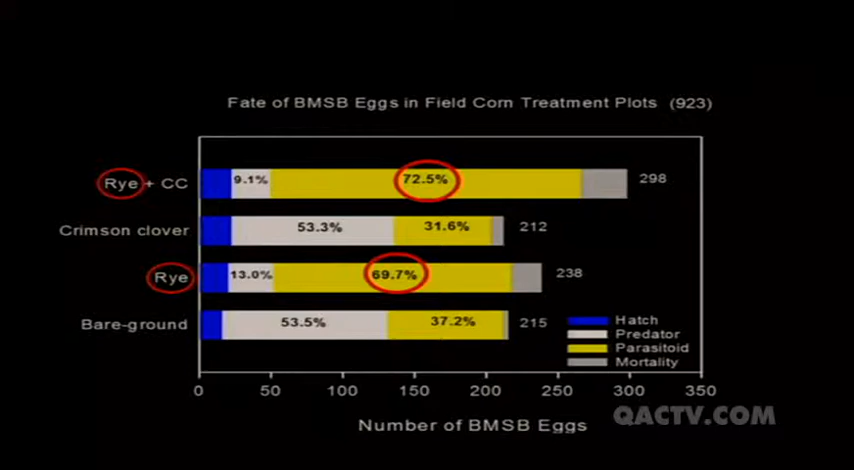 Fate of BMSB Eggs in Field Corn Treatment Plots (923)
Rye + CC 9.1% 72.5% 298
Crimson clover 53.3% 31.6% 212
Rye 13.0% 69.7% 238
Bare-ground 53.5% 37.2% 215
Hatch
Predator
Parasitoid
Mortality
0 50 100 150 200 250 300 350
Number of BMSB Eggs
QACTV.COM